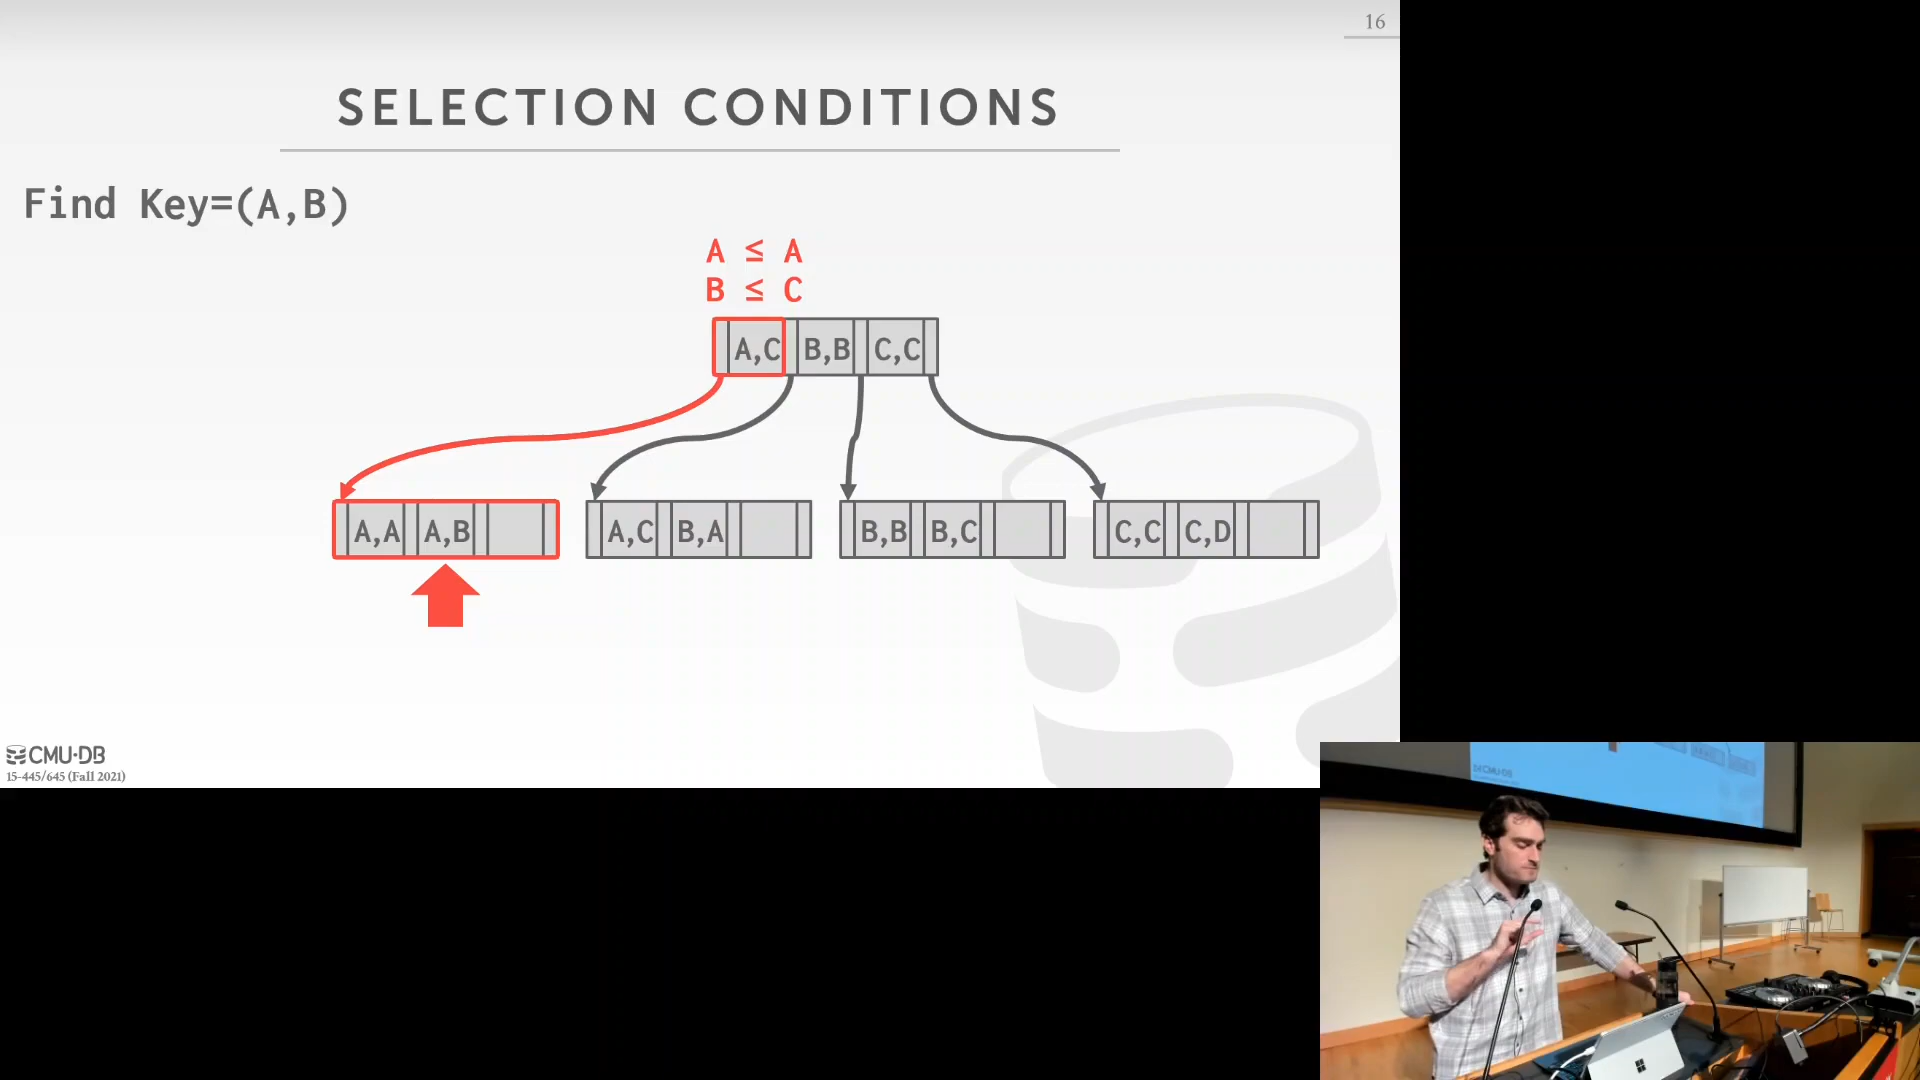 16
SELECTION CONDITIONS
Find Key=(A,B)
A ≤ A
B ≤ C
A,C B,B C,C
A,A A,B A,C B,A B,B B,C C,C C,D
CMU·DB
15-445/645 (Fall 2021)